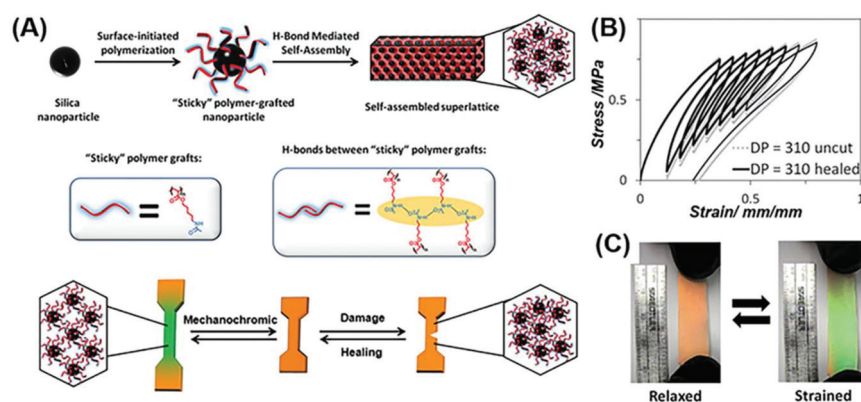 (A)
Surface-initiated
polymerization
H-Bond Mediated
Self-Assembly
Silica
nanoparticle
"Sticky" polymer-grafted
nanoparticle
Self-assembled superlattice
"Sticky" polymer grafts:
H-bonds between "sticky" polymer grafts:
=
=
Mechanochromic
Damage
Healing
(B)
Stress /MPa
0.5
0
0
0.5
1
DP = 310 uncut
DP = 310 healed
Strain/ mm/mm
(C)
Relaxed
Strained